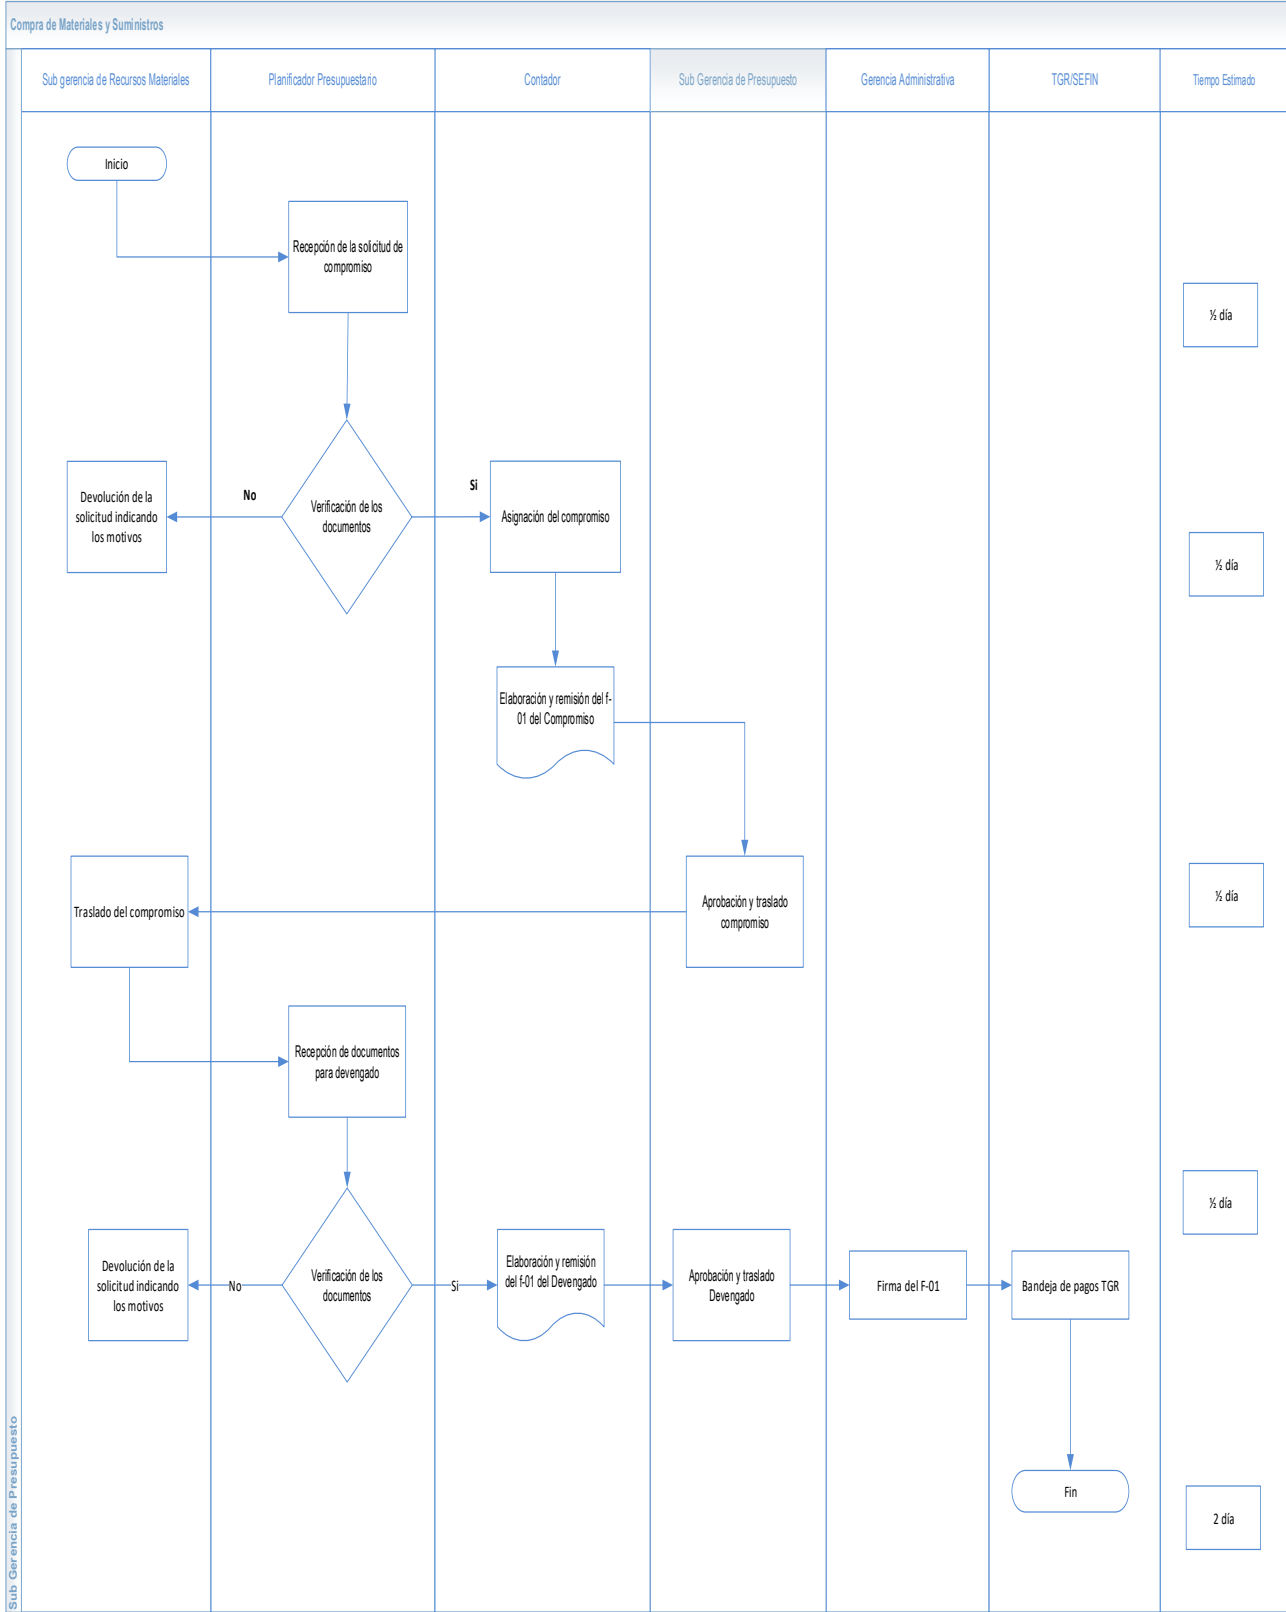 Compra de Materiales y Suministros
Sub gerencia de Recursos Materiales
Planificador Presupuestario
Contador
Sub Gerencia de Presupuesto
Gerencia Administrativa
TGR/SEFIN
Tiempo Estimado
Inicio
Recepción de la solicitud de
compromiso
½ día
Devolución de la
solicitud indicando
los motivos
No
Verificación de los
documentos
Si
Asignación del compromiso
½ día
Elaboración y remisión del f-
01 del Compromiso
Traslado del compromiso
Aprobación y traslado
compromiso
½ día
Recepción de documentos
para devengado
½ día
Devolución de la
solicitud indicando
los motivos
No
Verificación de los
documentos
Si
Elaboración y remisión
del f-01 del Devengado
Aprobación y traslado
Devengado
Firma del F-01
Bandeja de pagos TGR
Fin
2 día
Sub Gerencia de Presupuesto